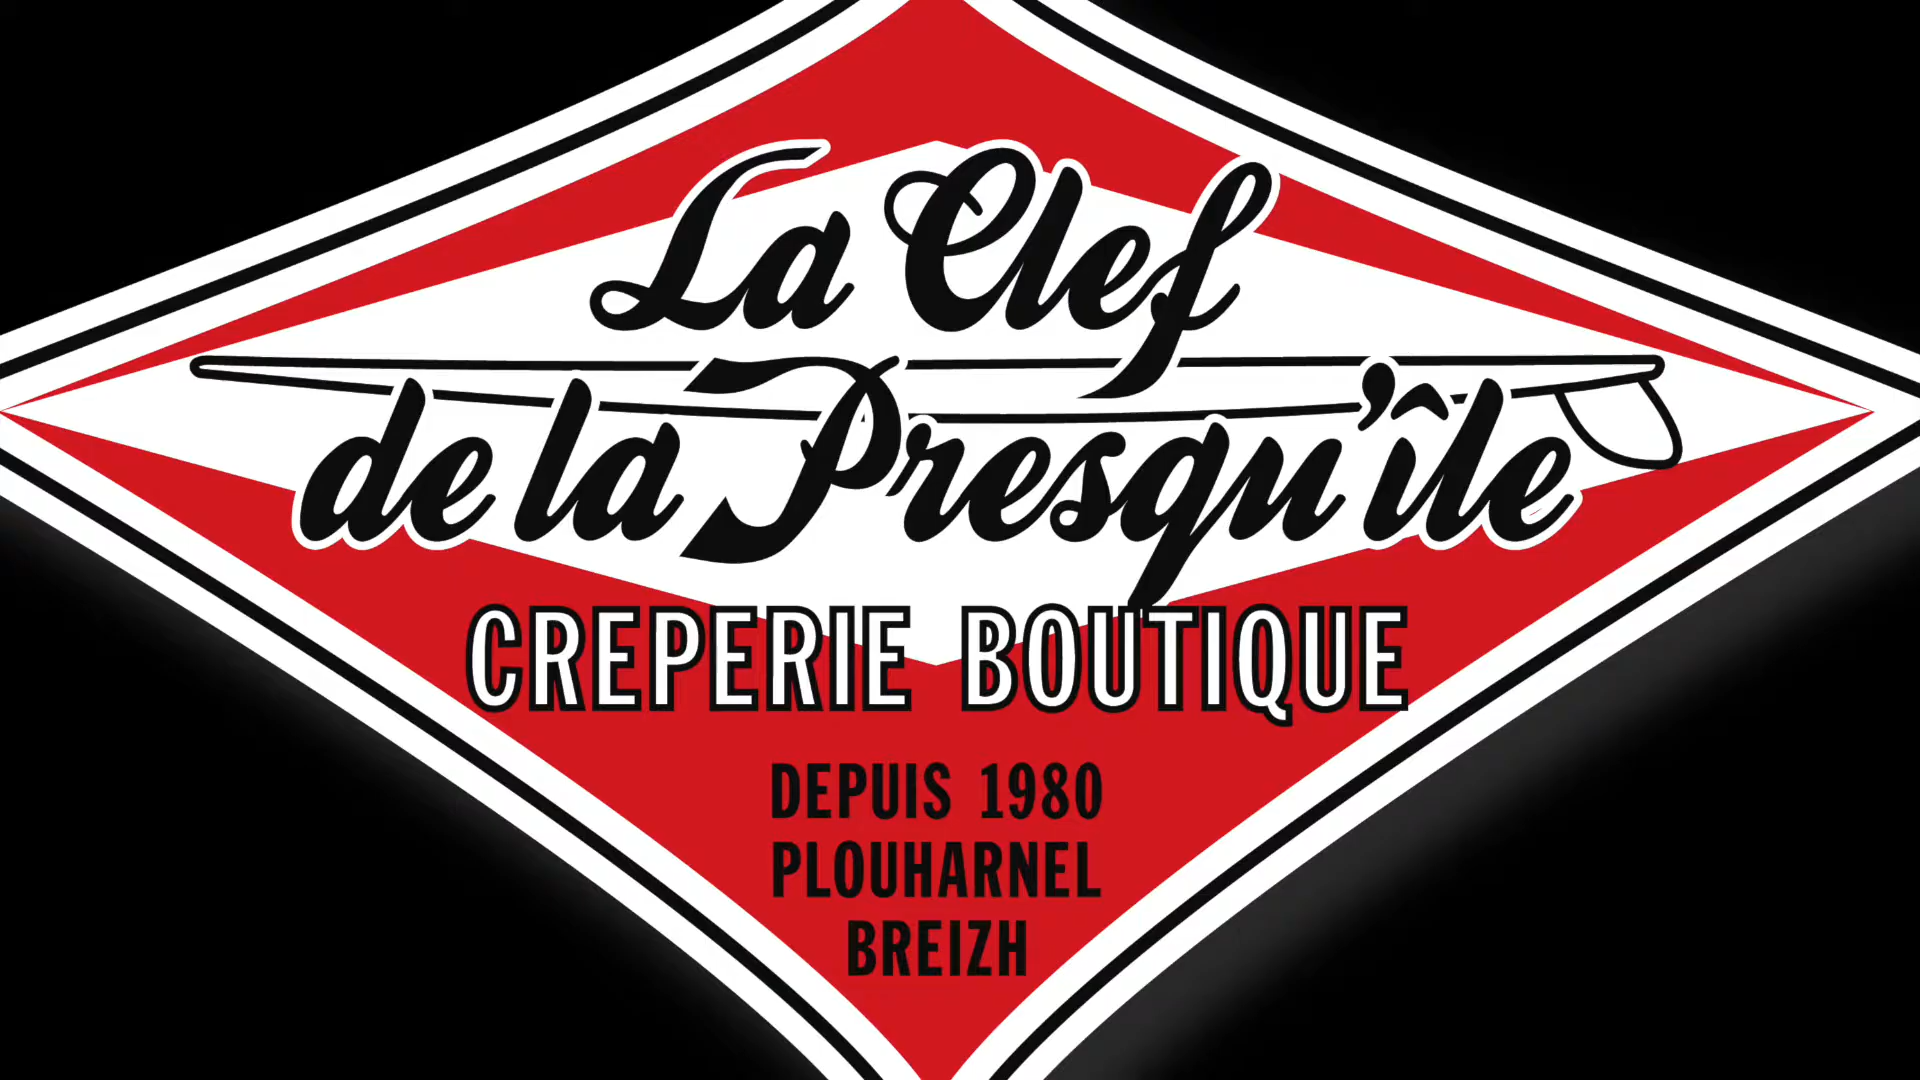 La Clef
de la Presqu'île
CREPERIE BOUTIQUE
DEPUIS 1980
PLOUHARNEL
BREIZH